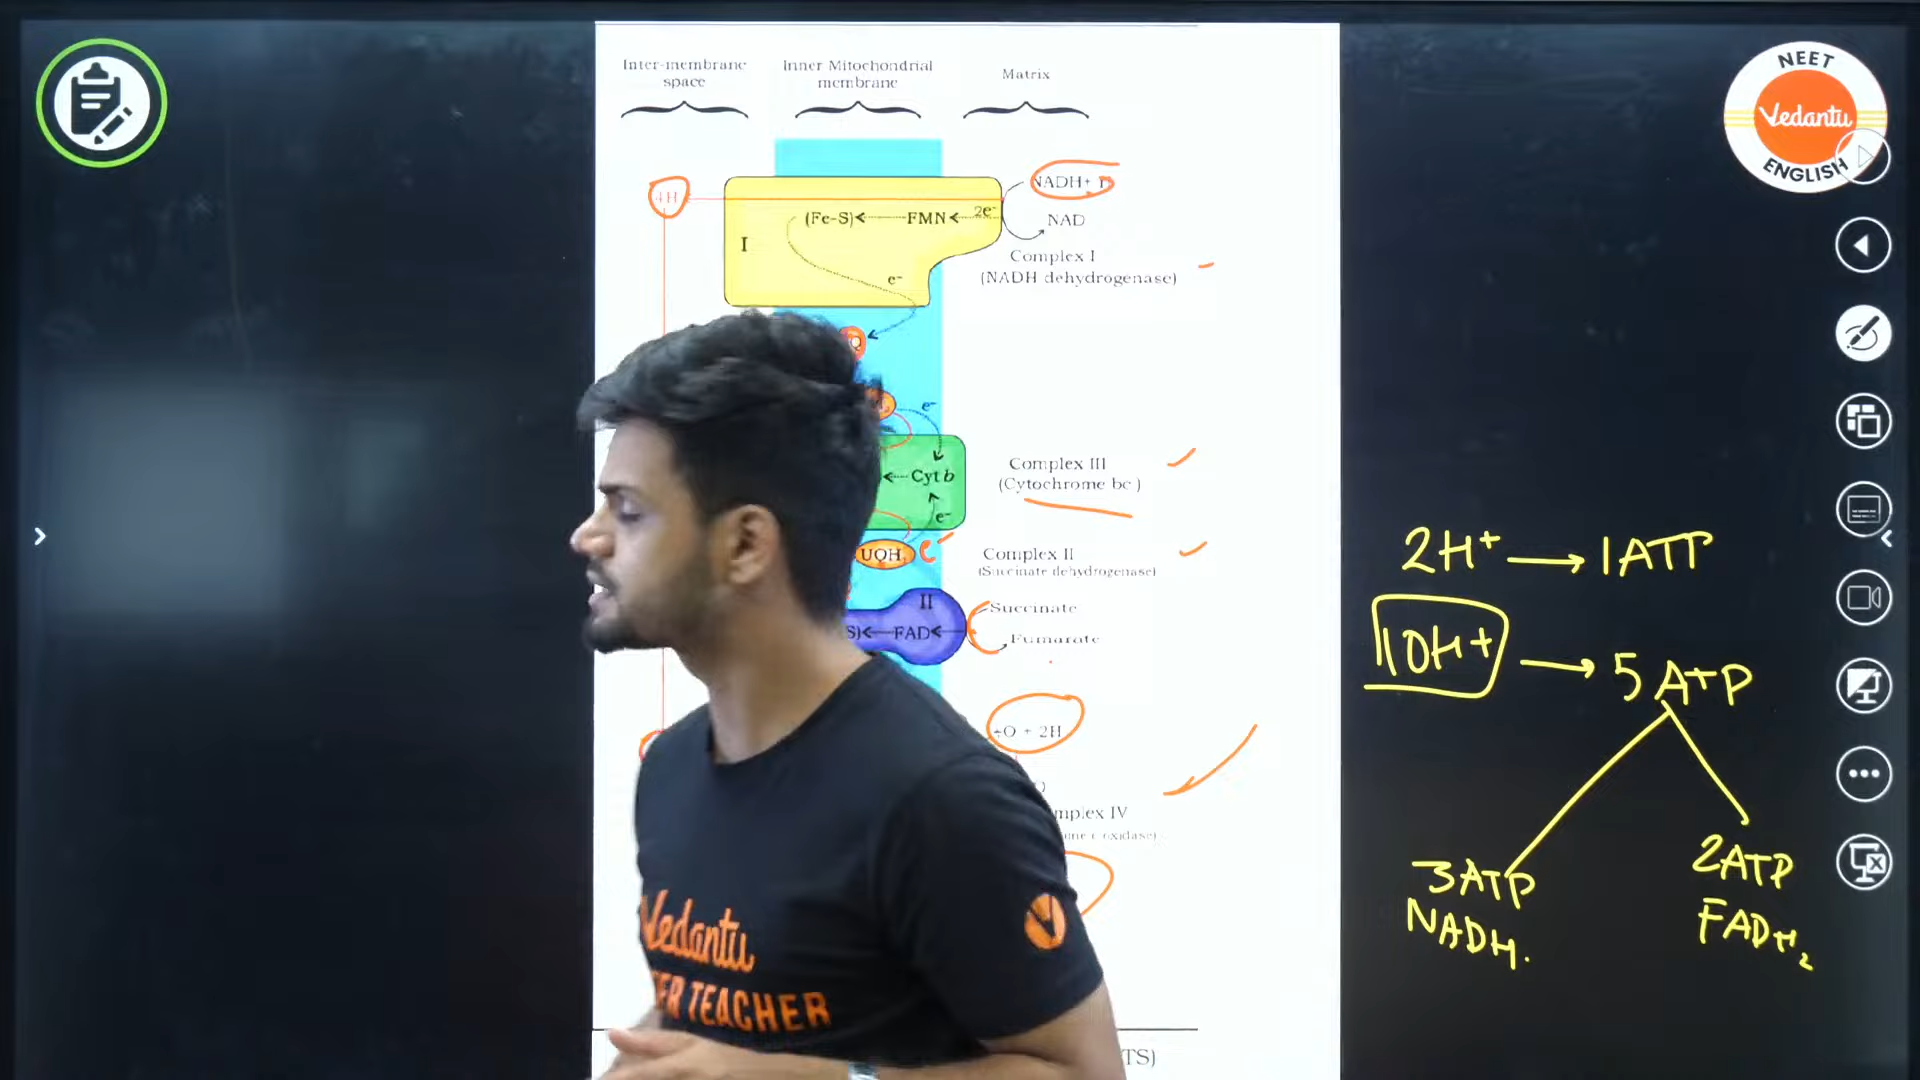 Inter-membrane
space
Inner Mitochondrial
membrane
Matrix
NEET
Vedantu
ENGLISH
4H
NADH+
(Fe-S)
FMN
2e⁻
NAD
I
e⁻
Complex I
(NADH dehydrogenase)
e⁻
Cyt b
Complex III
(Cytochrome bc )
e⁻
UQH
e⁻
Complex II
(Succinate dehydrogenase)
II
Succinate
S)
FAD
Fumarate
O + 2H
mplex IV
oxidase)
2H⁺ → 1ATP
10H+ → 5 ATP
3ATP
NADH.
2ATP
FADH₂
Vedantu
ER TEACHER
TS)